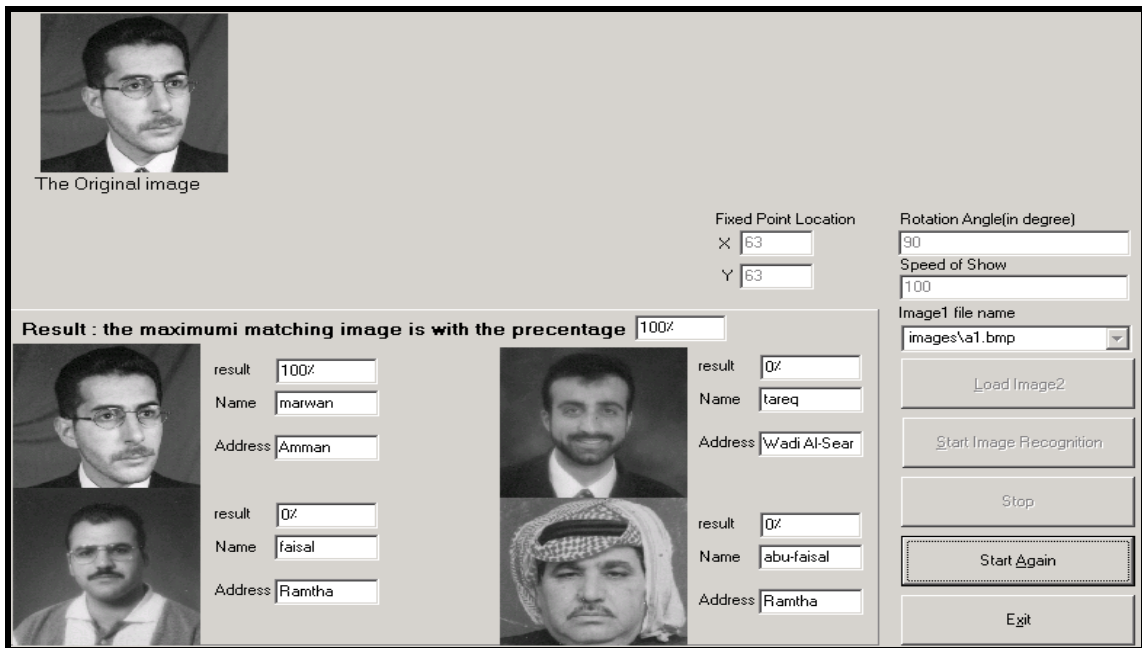 The Original image
Fixed Point Location
X 63
Y 63
Rotation Angle(in degree)
90
Speed of Show
100
Image1 file name
images\a1.bmp
Load Image2
Start Image Recognition
Stop
Start Again
Exit
Result : the maximumi matching image is with the precentage 100%
result 100%
Name marwan
Address Amman
result 0%
Name tareq
Address Wadi Al-Sear
result 0%
Name faisal
Address Ramtha
result 0%
Name abu-faisal
Address Ramtha